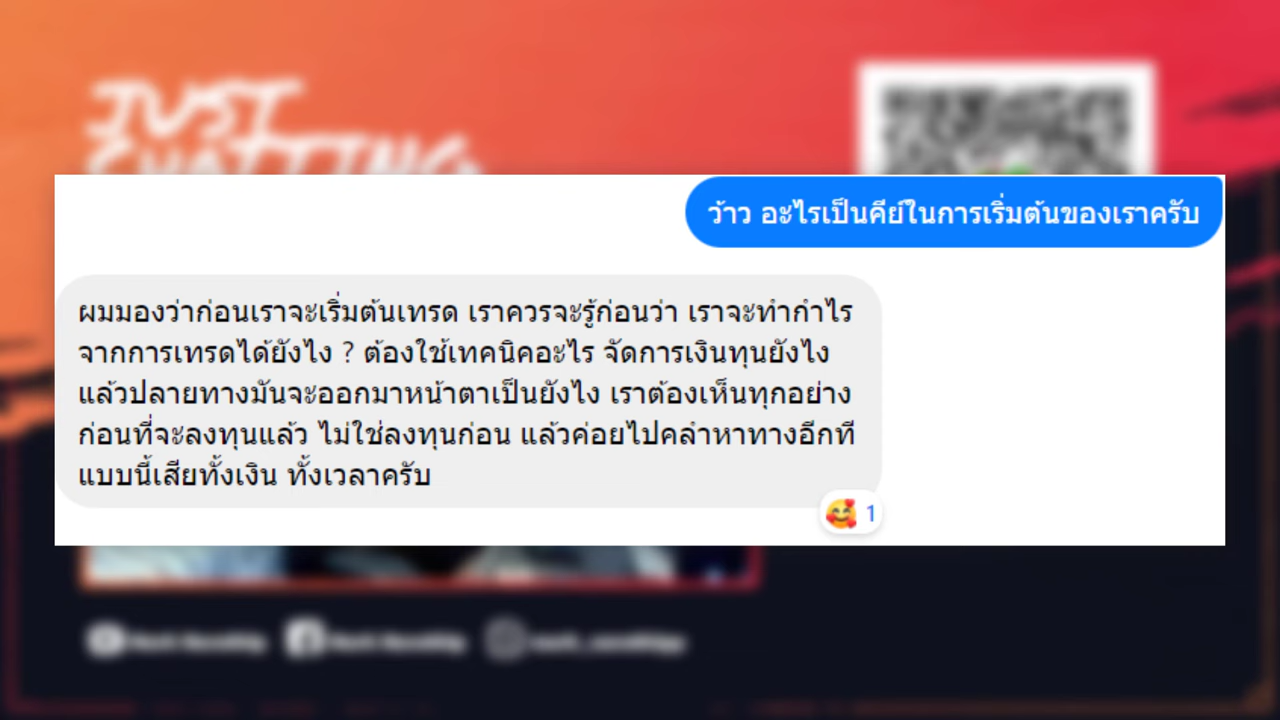 JUST
CHATTING
ว้าว อะไรเป็นคีย์ในการเริ่มต้นของเราครับ
ผมมองว่าก่อนเราจะเริ่มต้นเทรด เราควรจะรู้ก่อนว่า เราจะทำกำไร
จากการเทรดได้ยังไง ? ต้องใช้เทคนิคอะไร จัดการเงินทุนยังไง
แล้วปลายทางมันจะออกมาหน้าตาเป็นยังไง เราต้องเห็นทุกอย่าง
ก่อนที่จะลงทุนแล้ว ไม่ใช่ลงทุนก่อน แล้วค่อยไปคลำหาทางอีกที
แบบนี้เสียทั้งเงิน ทั้งเวลาครับ
1